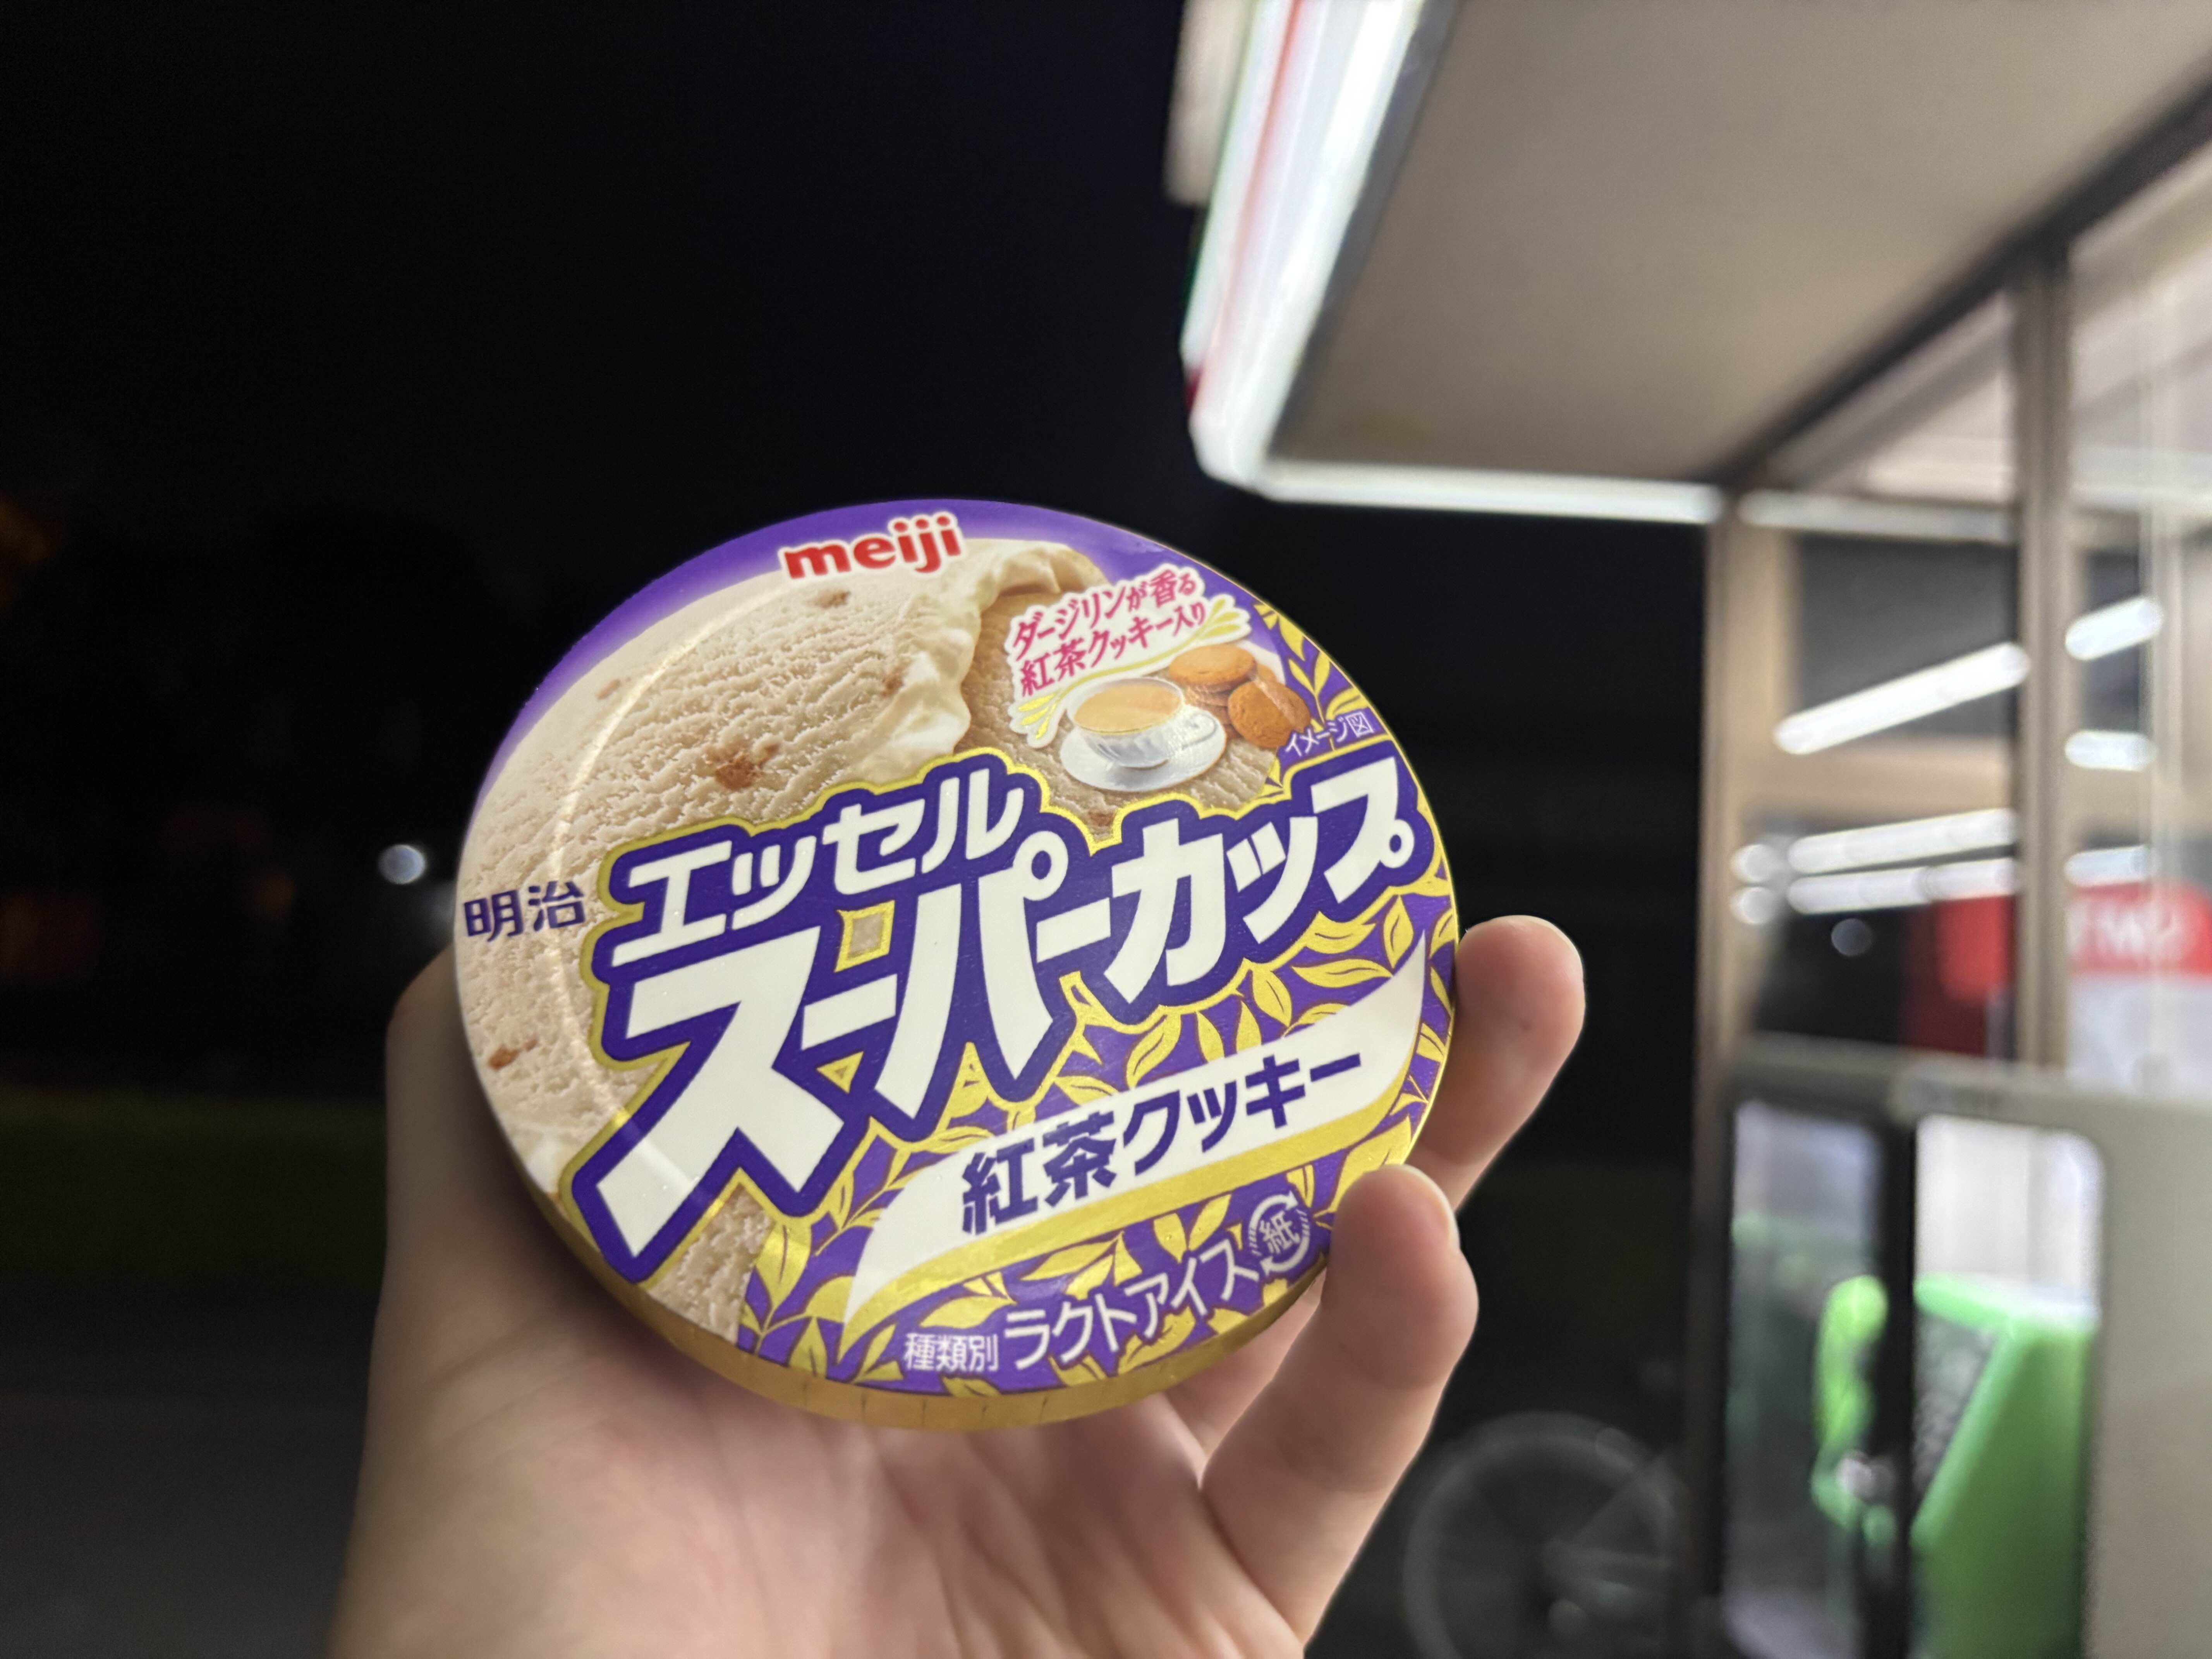 meiji
ダージリンが香る
紅茶クッキー入り
イメージ図
明治
エッセル
スーパーカップ
紅茶クッキー
種類別 ラクトアイス
紙